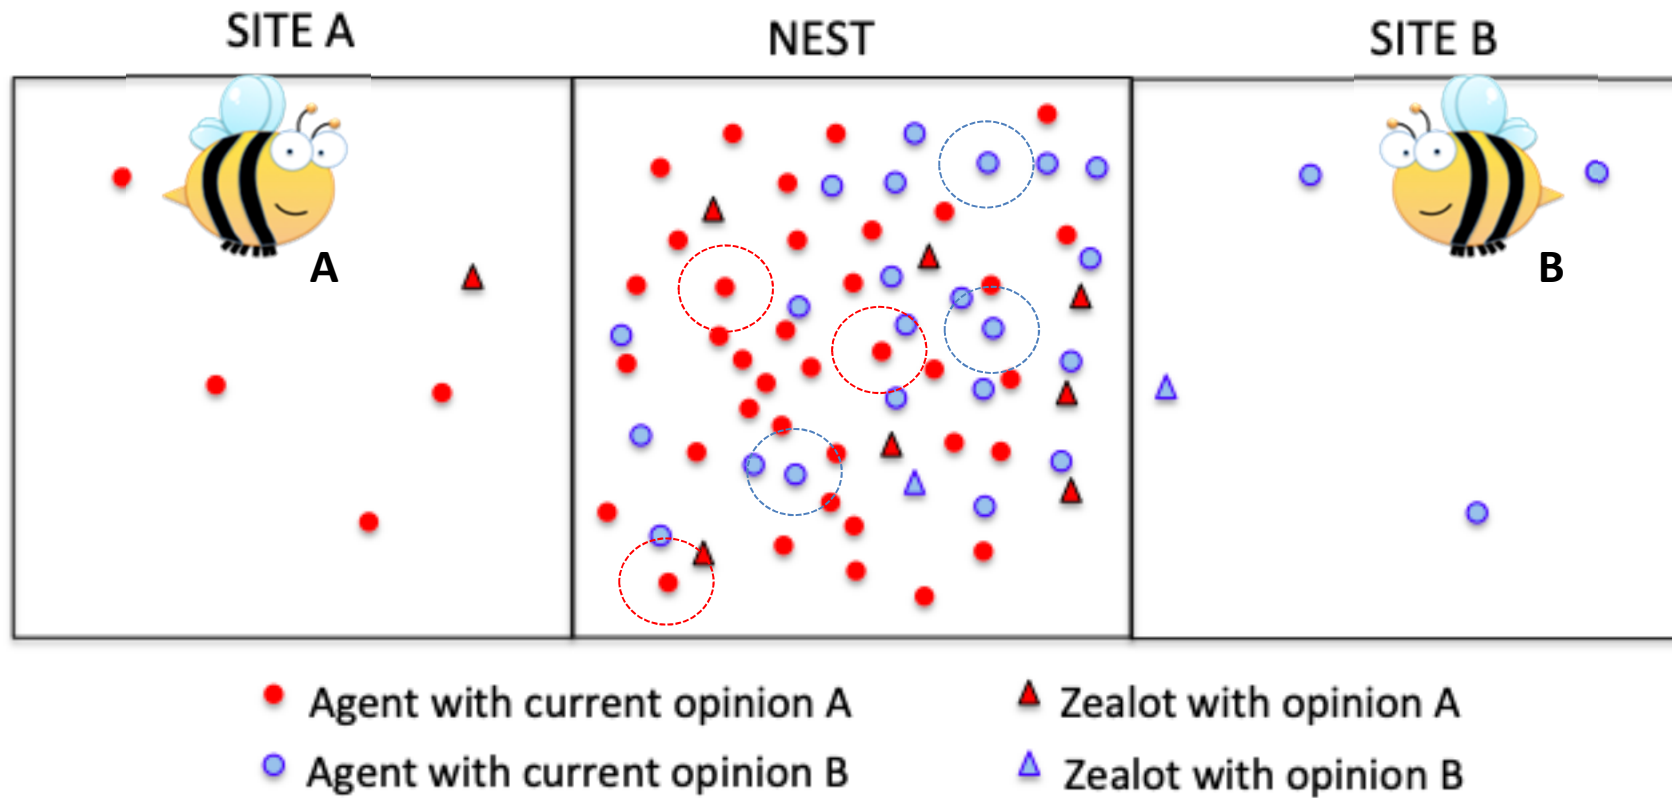 SITE A
NEST
SITE B
A
B
Agent with current opinion A
Zealot with opinion A
Agent with current opinion B
Zealot with opinion B